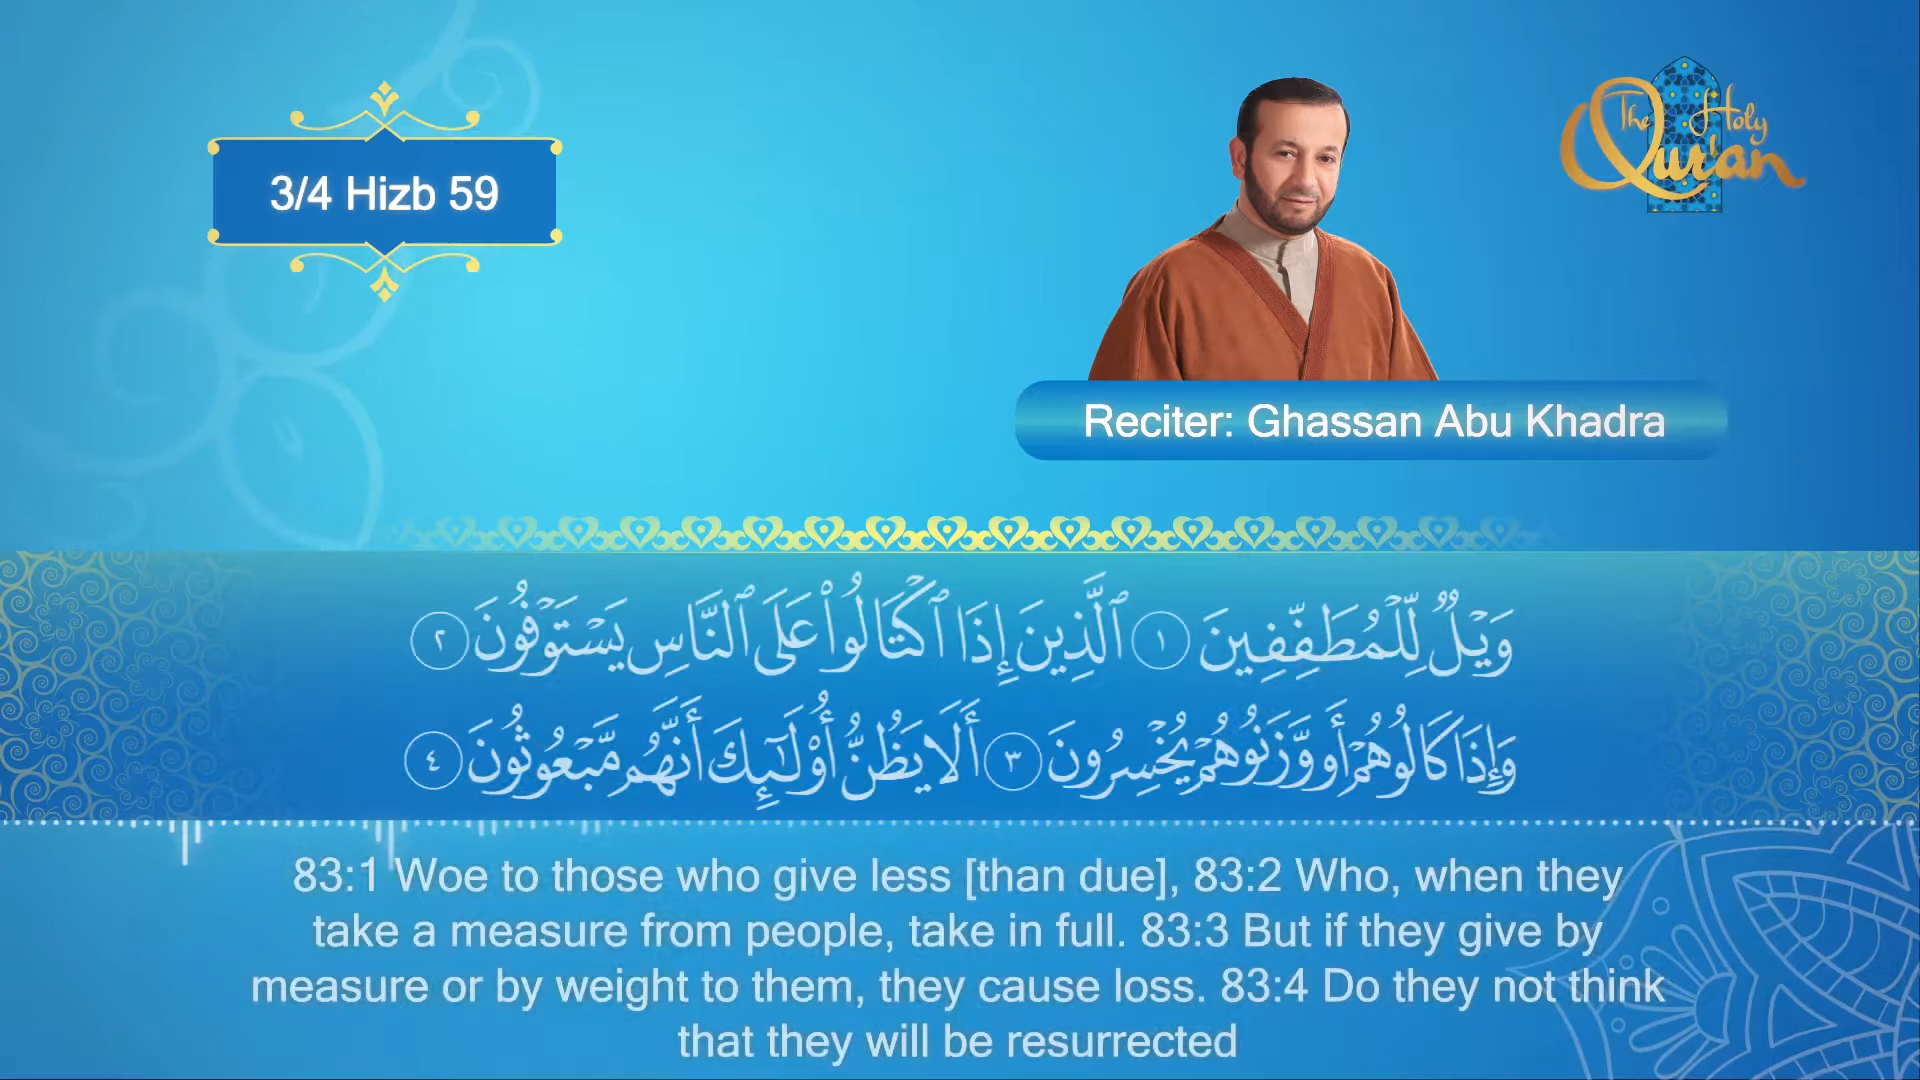 3/4 Hizb 59
The Holy
Qur'an
Reciter: Ghassan Abu Khadra
وَيْلٌ لِّلْمُطَفِّفِينَ ١ ٱلَّذِينَ إِذَا ٱكْتَالُوا۟ عَلَى ٱلنَّاسِ يَسْتَوْفُونَ ٢
وَإِذَا كَالُوهُمْ أَو وَّزَنُوهُمْ يُخْسِرُونَ ٣ أَلَا يَظُنُّ أُو۟لَـٰٓئِكَ أَنَّهُم مَّبْعُوثُونَ ٤
83:1 Woe to those who give less [than due], 83:2 Who, when they
take a measure from people, take in full. 83:3 But if they give by
measure or by weight to them, they cause loss. 83:4 Do they not think
that they will be resurrected